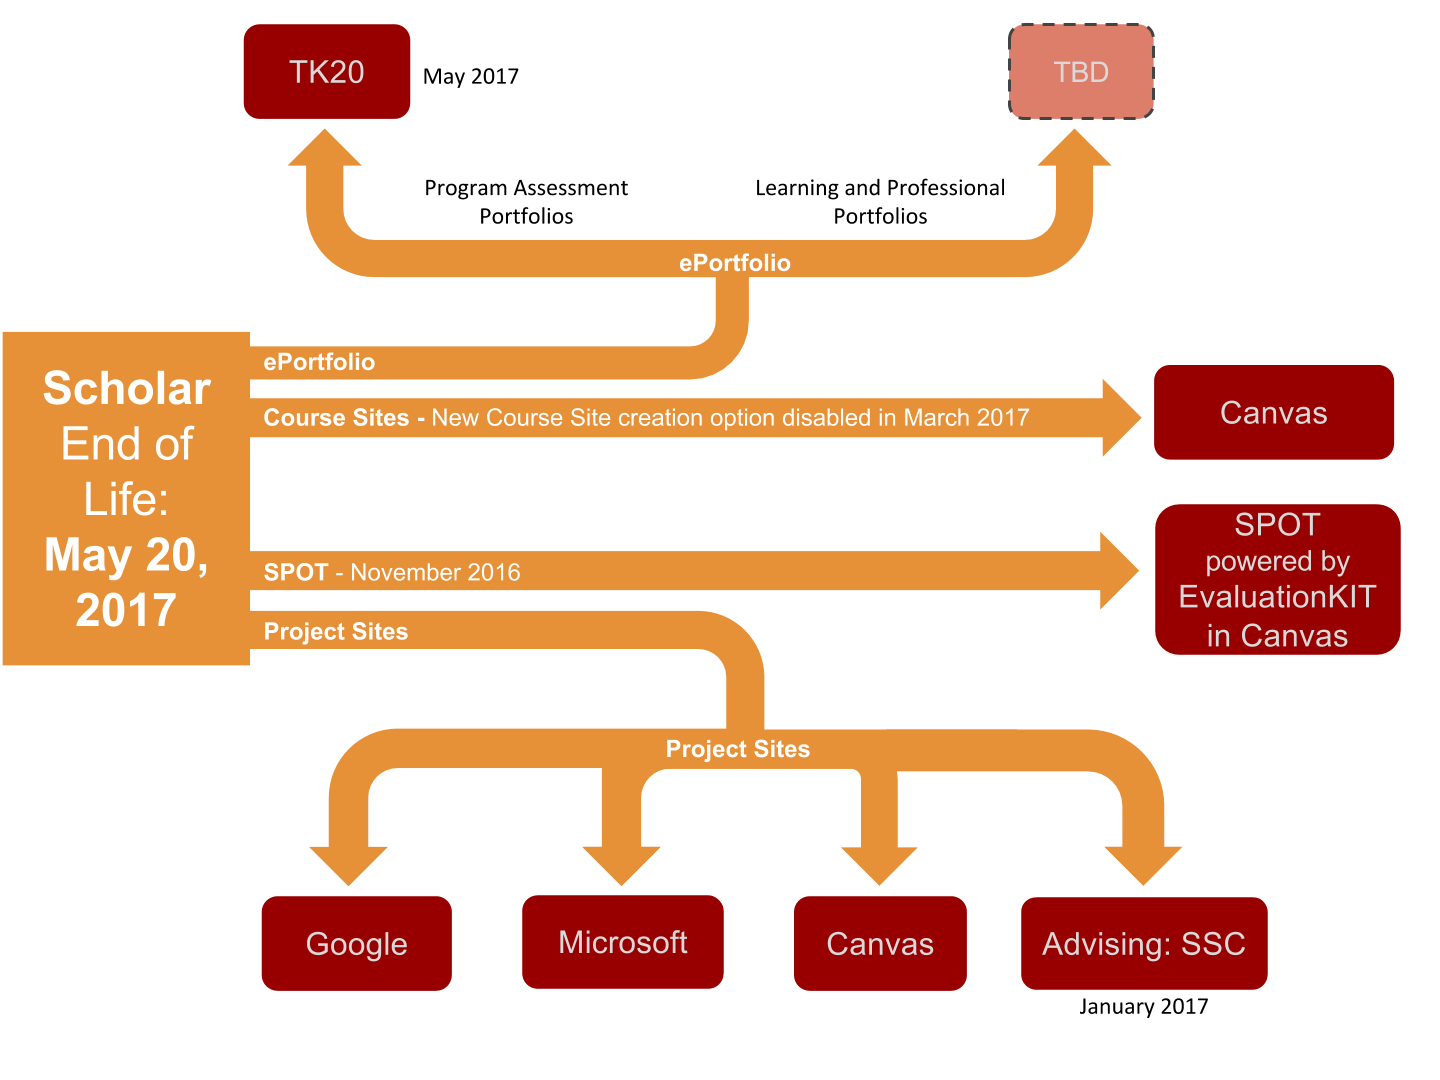 TK20
May 2017
TBD
Program Assessment
Portfolios
Learning and Professional
Portfolios
ePortfolio
ePortfolio
Scholar
End of
Life:
May 20,
2017
Course Sites - New Course Site creation option disabled in March 2017
Canvas
SPOT - November 2016
SPOT
powered by
EvaluationKIT
in Canvas
Project Sites
Project Sites
Google
Microsoft
Canvas
Advising: SSC
January 2017